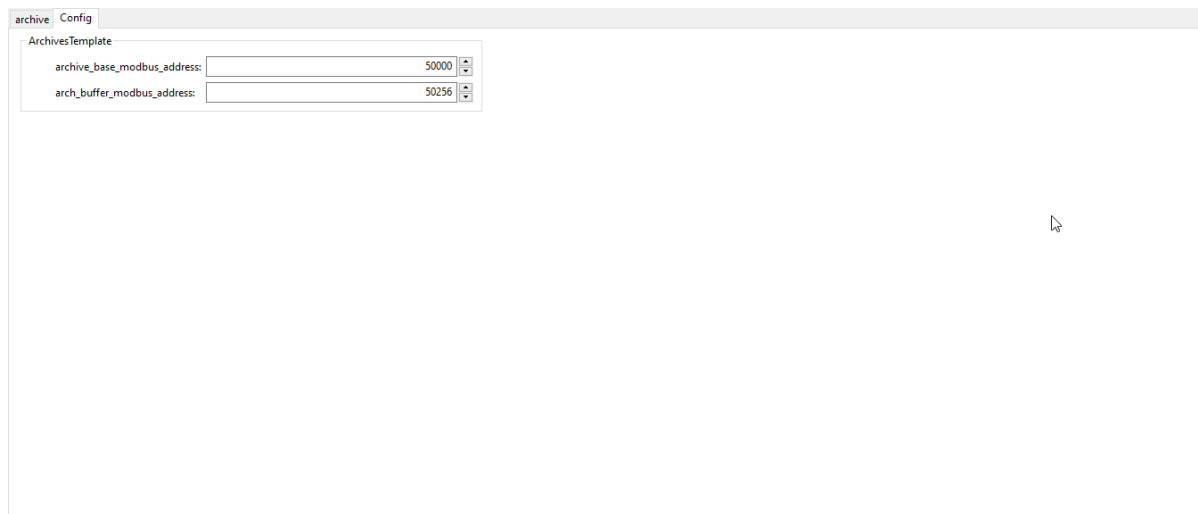 archive Config
ArchivesTemplate
archive_base_modbus_address: 50000
arch_buffer_modbus_address: 50256